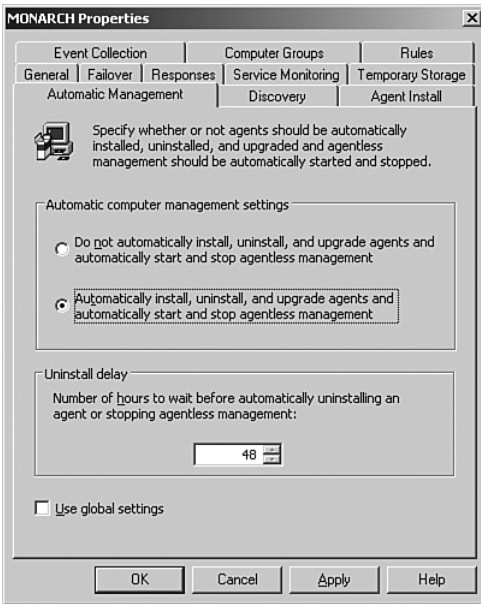 MONARCH Properties
Event Collection Computer Groups Rules
General Failover Responses Service Monitoring Temporary Storage
Automatic Management Discovery Agent Install
Specify whether or not agents should be automatically
installed, uninstalled, and upgraded and agentless
management should be automatically started and stopped.
Automatic computer management settings
Do not automatically install, uninstall, and upgrade agents and
automatically start and stop agentless management
Automatically install, uninstall, and upgrade agents and
automatically start and stop agentless management
Uninstall delay
Number of hours to wait before automatically uninstalling an
agent or stopping agentless management:
48
Use global settings
OK Cancel Apply Help